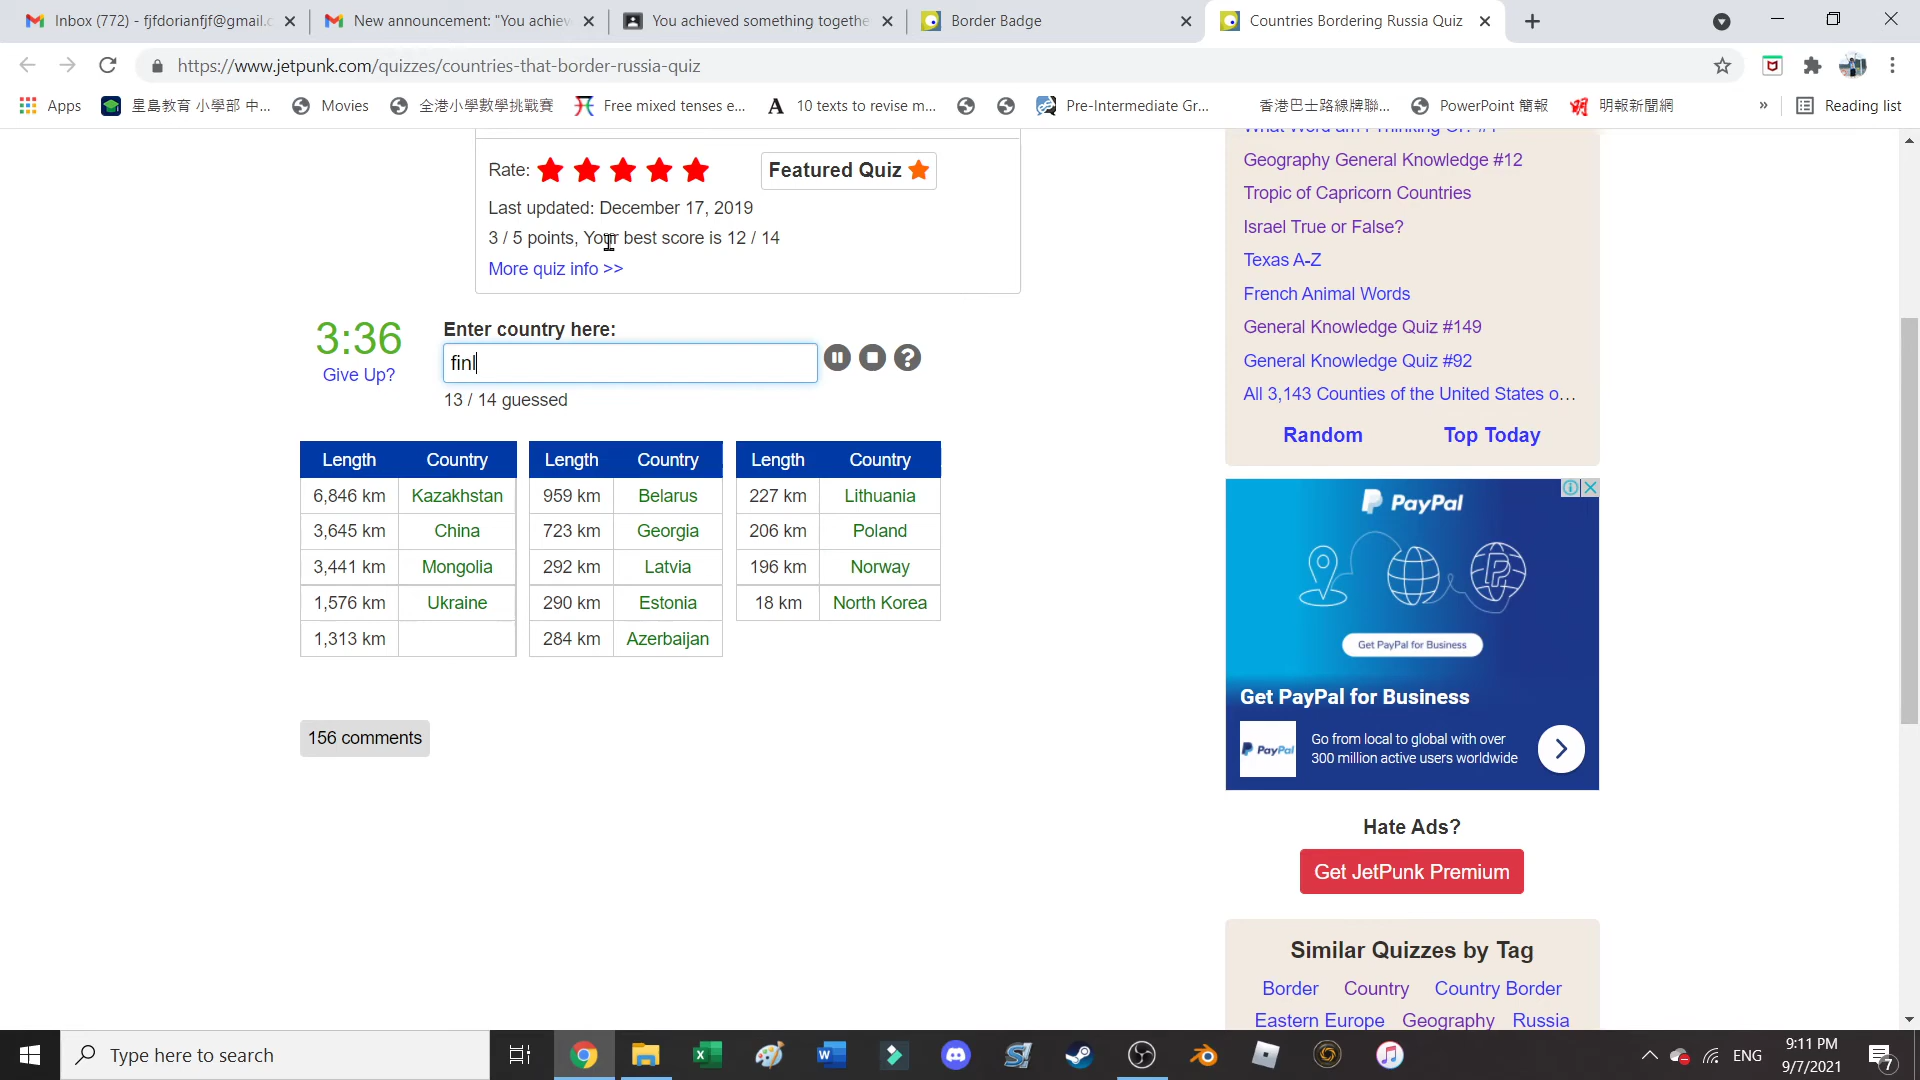 Inbox (772) - fjfdorianfjf@gmail.c
New announcement: "You achiev
You achieved something togethe
Border Badge
Countries Bordering Russia Quiz
https://www.jetpunk.com/quizzes/countries-that-border-russia-quiz
Apps
星島教育 小學部 中...
Movies
全港小學數學挑戰賽
Free mixed tenses e...
A 10 texts to revise m...
Pre-Intermediate Gr...
香港巴士路線牌聯...
PowerPoint 簡報
明報新聞網
»
Reading list
What Word am I Thinking Of? #1
Rate:
Featured Quiz
Last updated: December 17, 2019
3 / 5 points, Your best score is 12 / 14
More quiz info >>
3:36
Give Up?
Enter country here:
finl
13 / 14 guessed
Length Country
6,846 km Kazakhstan
3,645 km China
3,441 km Mongolia
1,576 km Ukraine
1,313 km
Length Country
959 km Belarus
723 km Georgia
292 km Latvia
290 km Estonia
284 km Azerbaijan
Length Country
227 km Lithuania
206 km Poland
196 km Norway
18 km North Korea
156 comments
Geography General Knowledge #12
Tropic of Capricorn Countries
Israel True or False?
Texas A-Z
French Animal Words
General Knowledge Quiz #149
General Knowledge Quiz #92
All 3,143 Counties of the United States o...
Random Top Today
PayPal
Get PayPal for Business
Get PayPal for Business
PayPal
Go from local to global with over
300 million active users worldwide
Hate Ads?
Get JetPunk Premium
Similar Quizzes by Tag
Border Country Country Border
Eastern Europe Geography Russia
Type here to search
ENG
9:11 PM
9/7/2021
7